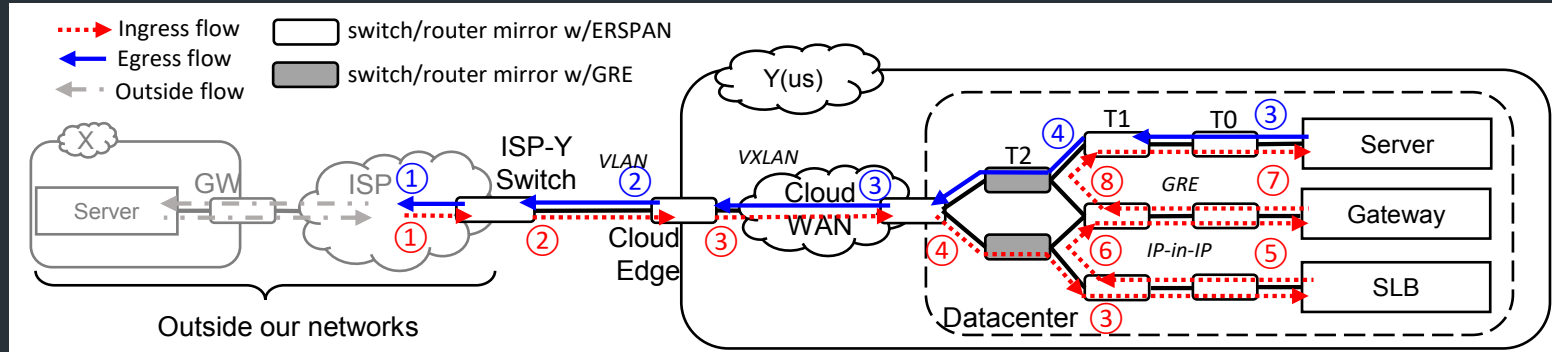 Ingress flow
switch/router mirror w/ERSPAN
Egress flow
switch/router mirror w/GRE
Outside flow
Y(us)
X
GW
ISP
Server
ISP-Y
Switch
VLAN
Cloud
Edge
VXLAN
Cloud
WAN
T2
T1
T0
Server
GRE
Gateway
IP-in-IP
SLB
Datacenter
① ② ③ ④ ③
① ② ③ ④ ③ ⑤ ⑥ ⑦ ⑧
Outside our networks